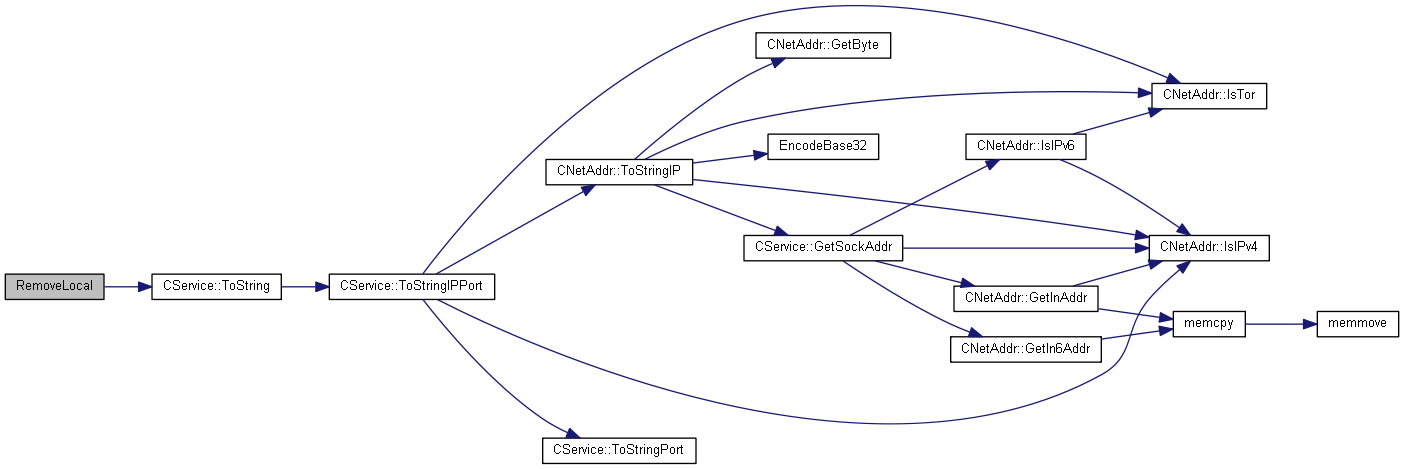 CNetAddr::GetByte
CNetAddr::IsTor
EncodeBase32
CNetAddr::IsIPv6
CNetAddr::ToStringIP
CService::GetSockAddr
CNetAddr::IsIPv4
RemoveLocal
CService::ToString
CService::ToStringIPPort
CNetAddr::GetInAddr
memcpy
memmove
CNetAddr::GetIn6Addr
CService::ToStringPort